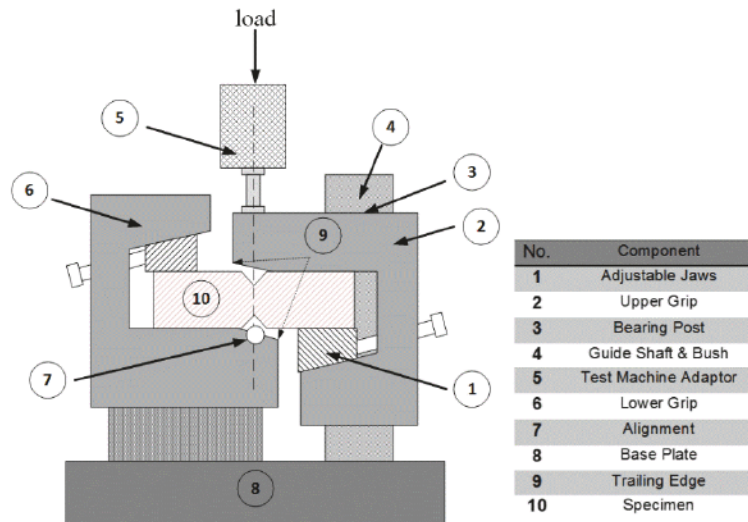 load
5
4
3
6
2
9
10
7
1
8
No. Component
1 Adjustable Jaws
2 Upper Grip
3 Bearing Post
4 Guide Shaft & Bush
5 Test Machine Adaptor
6 Lower Grip
7 Alignment
8 Base Plate
9 Trailing Edge
10 Specimen